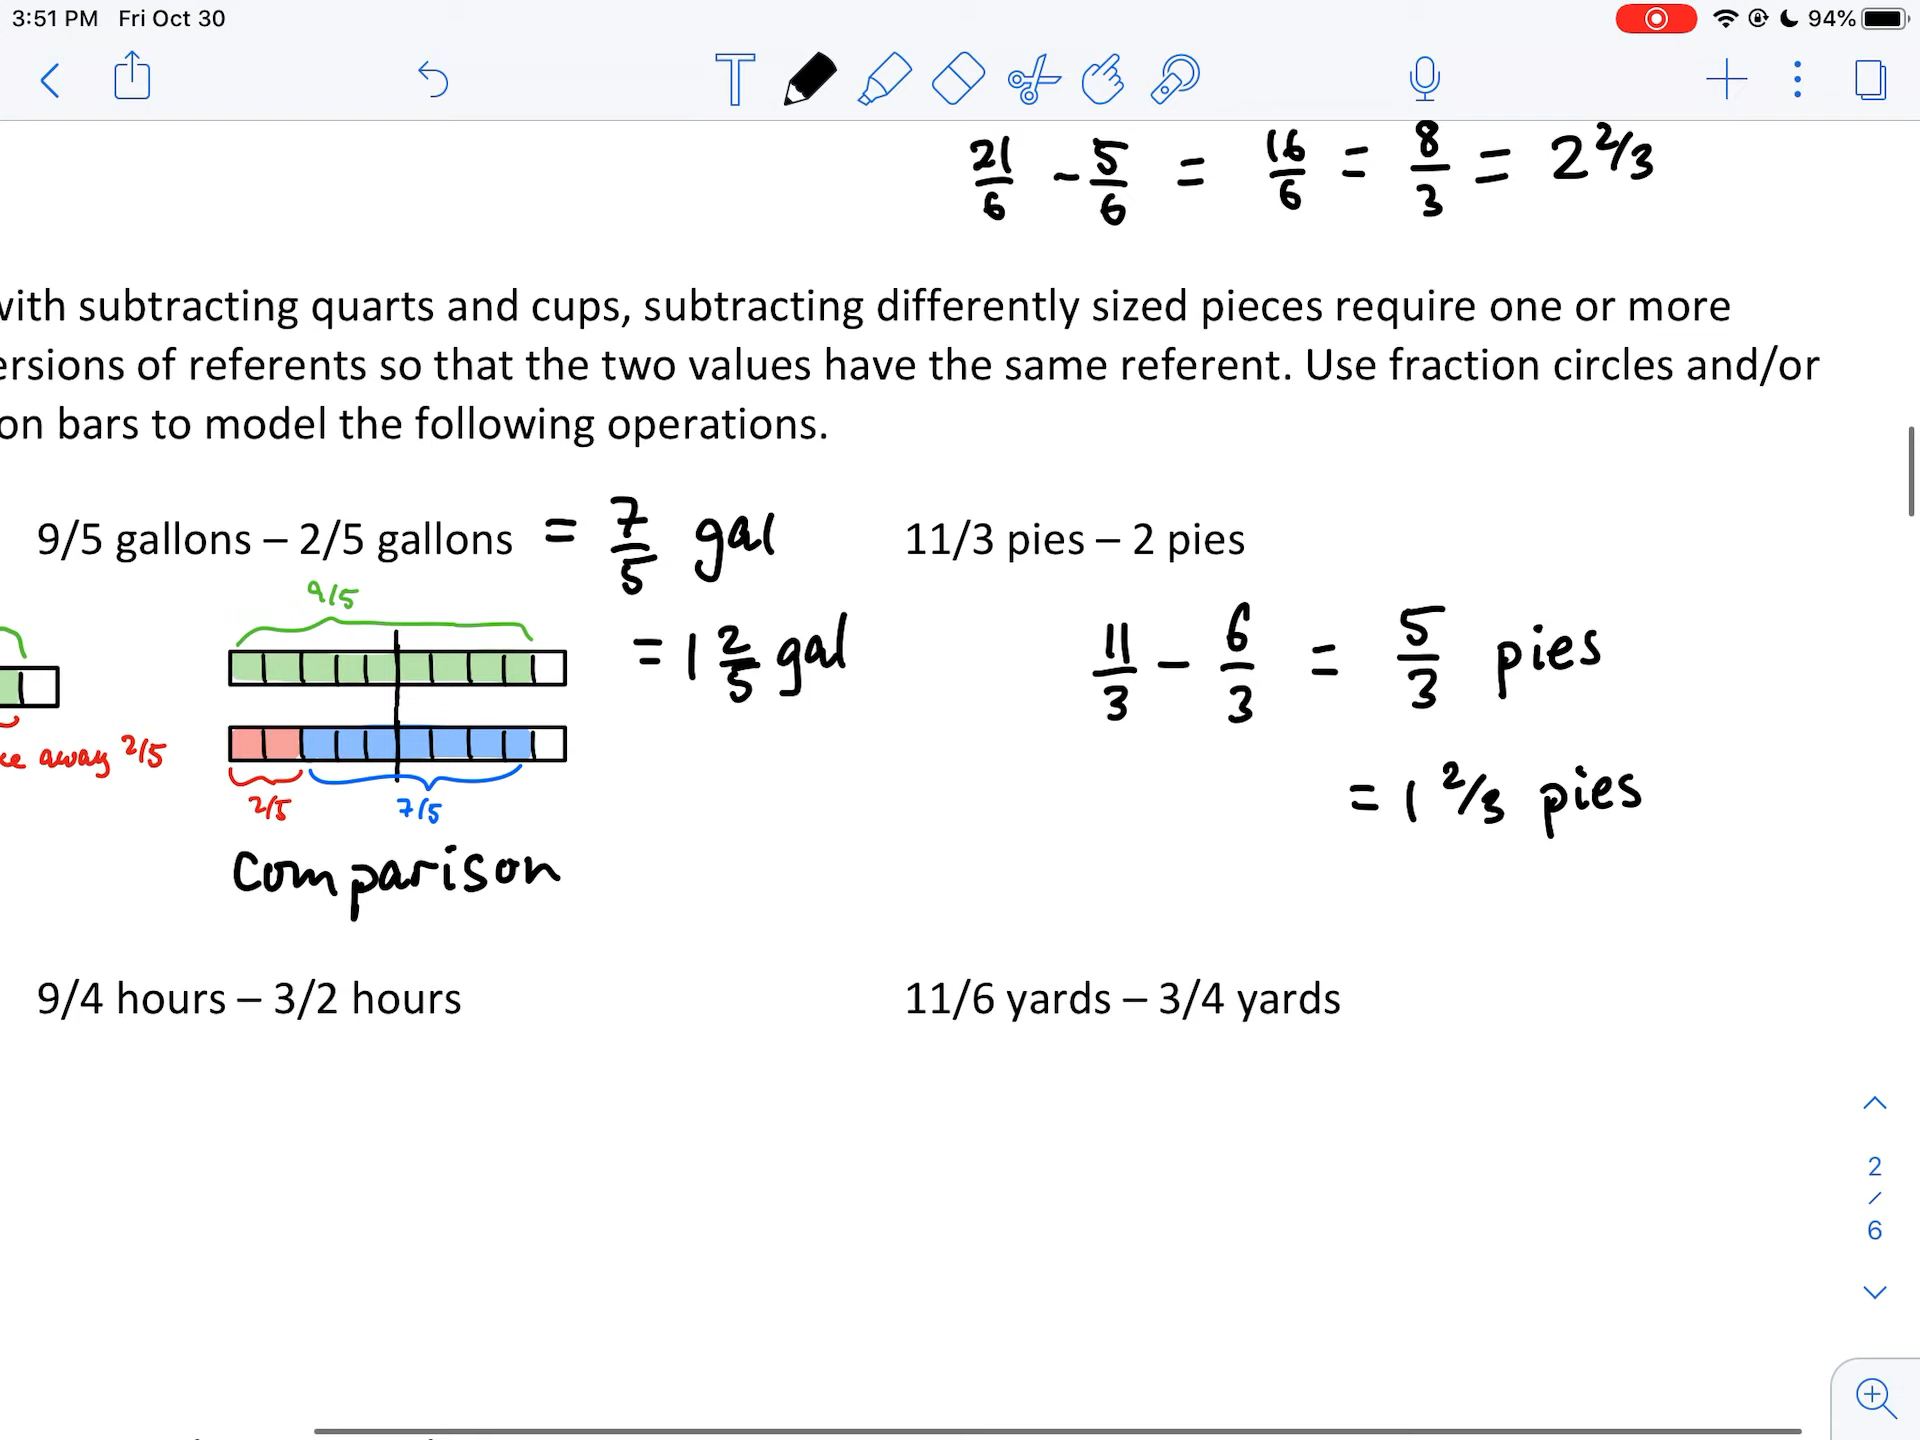 3:51 PM Fri Oct 30
94%
21/6 - 5/6 = 16/6 = 8/3 = 2 2/3
with subtracting quarts and cups, subtracting differently sized pieces require one or more
ersions of referents so that the two values have the same referent. Use fraction circles and/or
on bars to model the following operations.
9/5 gallons – 2/5 gallons = 7/5 gal
= 1 2/5 gal
9/5
away 2/5
2/5
7/5
comparison
11/3 pies – 2 pies
11/3 - 6/3 = 5/3 pies
= 1 2/3 pies
9/4 hours – 3/2 hours
11/6 yards – 3/4 yards
2
/
6